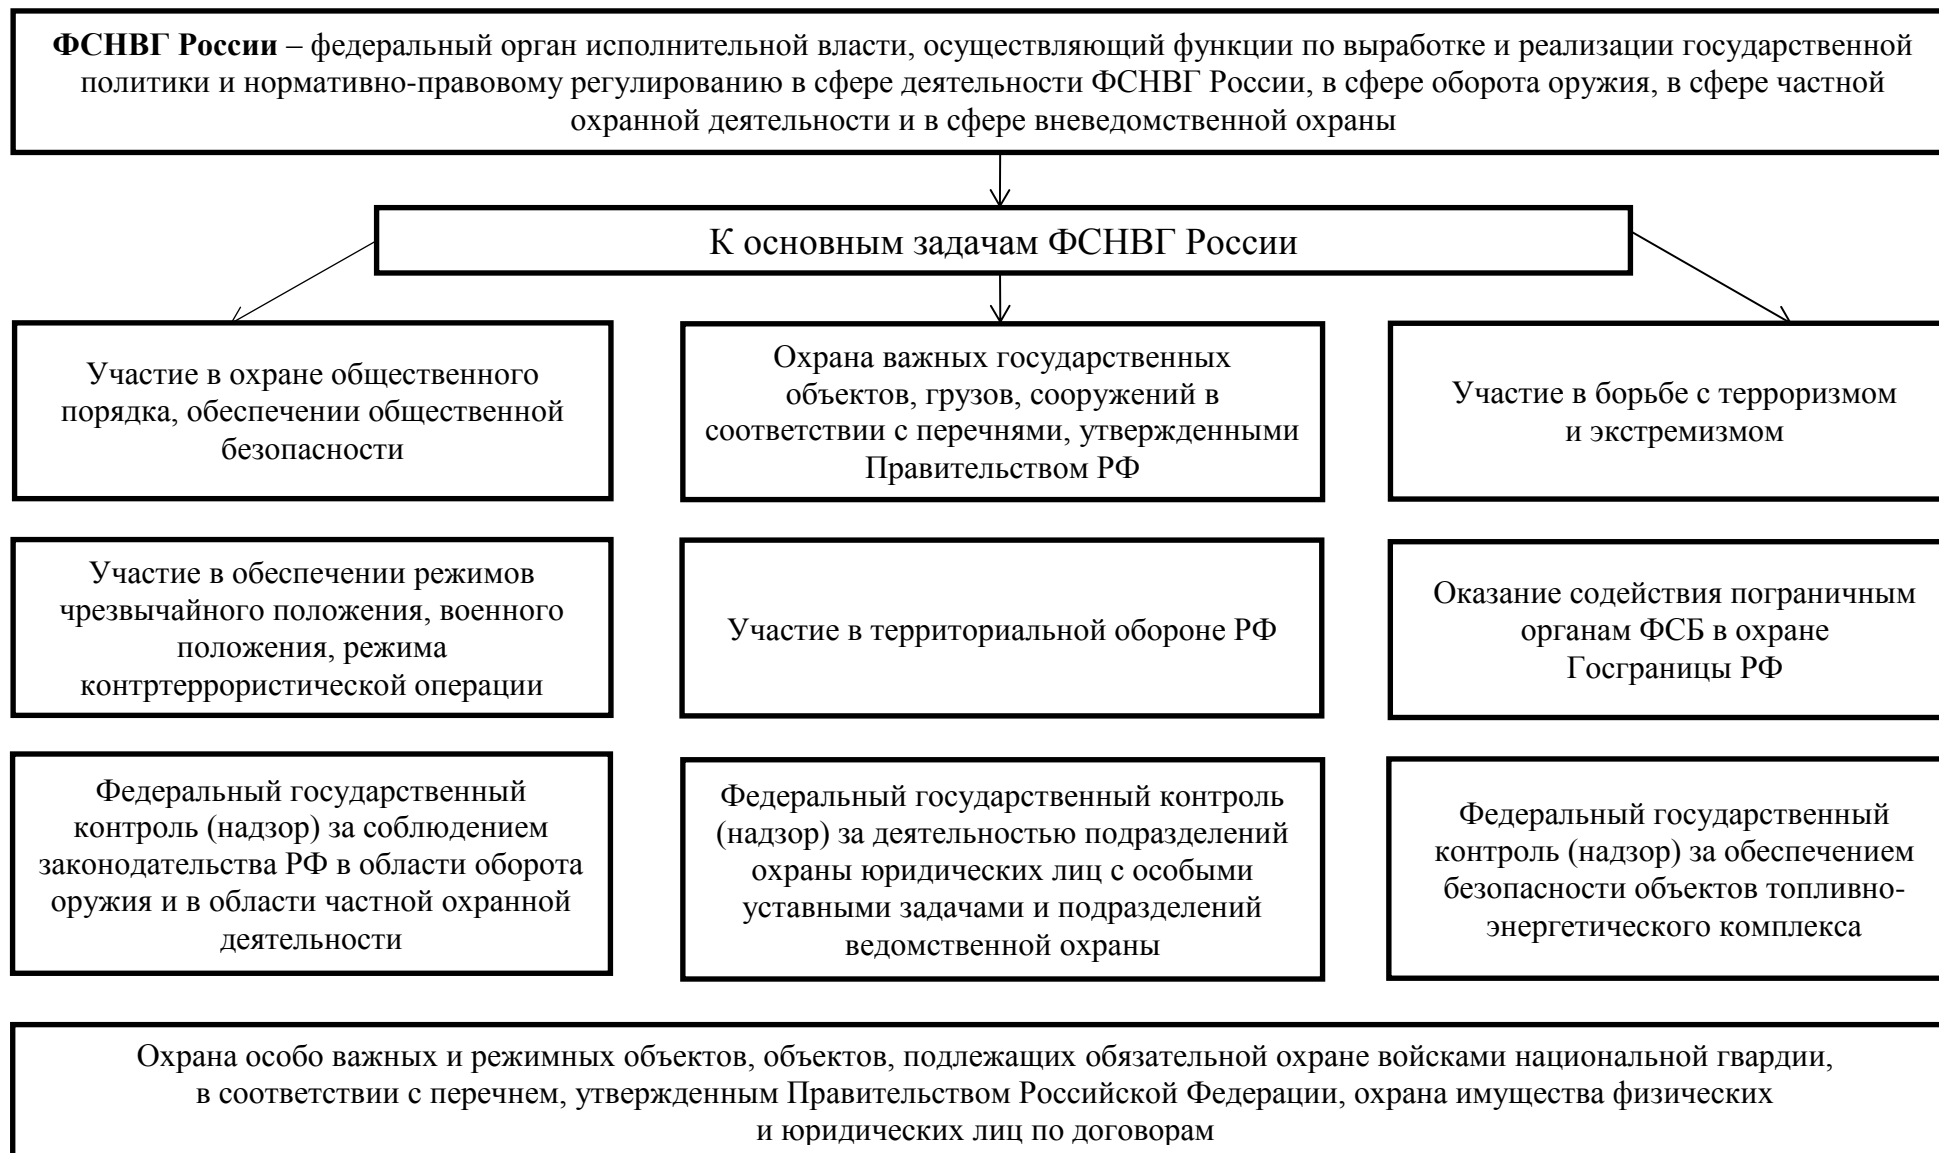 ФСНВГ России – федеральный орган исполнительной власти, осуществляющий функции по выработке и реализации государственной
политики и нормативно-правовому регулированию в сфере деятельности ФСНВГ России, в сфере оборота оружия, в сфере частной
охранной деятельности и в сфере вневедомственной охраны
К основным задачам ФСНВГ России
Участие в охране общественного
порядка, обеспечении общественной
безопасности
Охрана важных государственных
объектов, грузов, сооружений в
соответствии с перечнями, утвержденными
Правительством РФ
Участие в борьбе с терроризмом
и экстремизмом
Участие в обеспечении режимов
чрезвычайного положения, военного
положения, режима
контртеррористической операции
Участие в территориальной обороне РФ
Оказание содействия пограничным
органам ФСБ в охране
Госграницы РФ
Федеральный государственный
контроль (надзор) за соблюдением
законодательства РФ в области оборота
оружия и в области частной охранной
деятельности
Федеральный государственный контроль
(надзор) за деятельностью подразделений
охраны юридических лиц с особыми
уставными задачами и подразделений
ведомственной охраны
Федеральный государственный
контроль (надзор) за обеспечением
безопасности объектов топливно-
энергетического комплекса
Охрана особо важных и режимных объектов, объектов, подлежащих обязательной охране войсками национальной гвардии,
в соответствии с перечнем, утвержденным Правительством Российской Федерации, охрана имущества физических
и юридических лиц по договорам